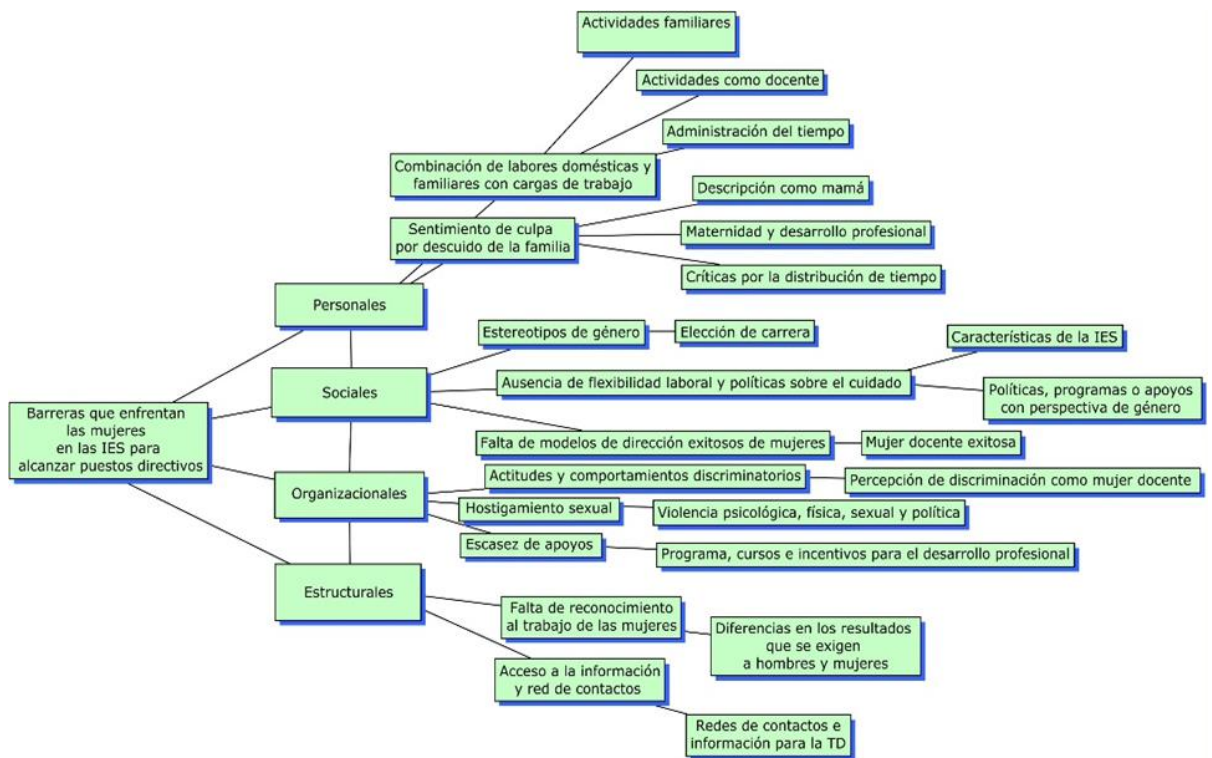 Actividades familiares
Actividades como docente
Administración del tiempo
Combinación de labores domésticas y
familiares con cargas de trabajo
Descripción como mamá
Sentimiento de culpa
por descuido de la familia
Maternidad y desarrollo profesional
Críticas por la distribución de tiempo
Personales
Estereotipos de género
Elección de carrera
Características de la IES
Sociales
Ausencia de flexibilidad laboral y políticas sobre el cuidado
Políticas, programas o apoyos
con perspectiva de género
Barreras que enfrentan
las mujeres
en las IES para
alcanzar puestos directivos
Falta de modelos de dirección exitosos de mujeres
Mujer docente exitosa
Organizacionales
Actitudes y comportamientos discriminatorios
Percepción de discriminación como mujer docente
Hostigamiento sexual
Violencia psicológica, física, sexual y política
Escasez de apoyos
Programa, cursos e incentivos para el desarrollo profesional
Estructurales
Falta de reconocimiento
al trabajo de las mujeres
Diferencias en los resultados
que se exigen
a hombres y mujeres
Acceso a la información
y red de contactos
Redes de contactos e
información para la TD